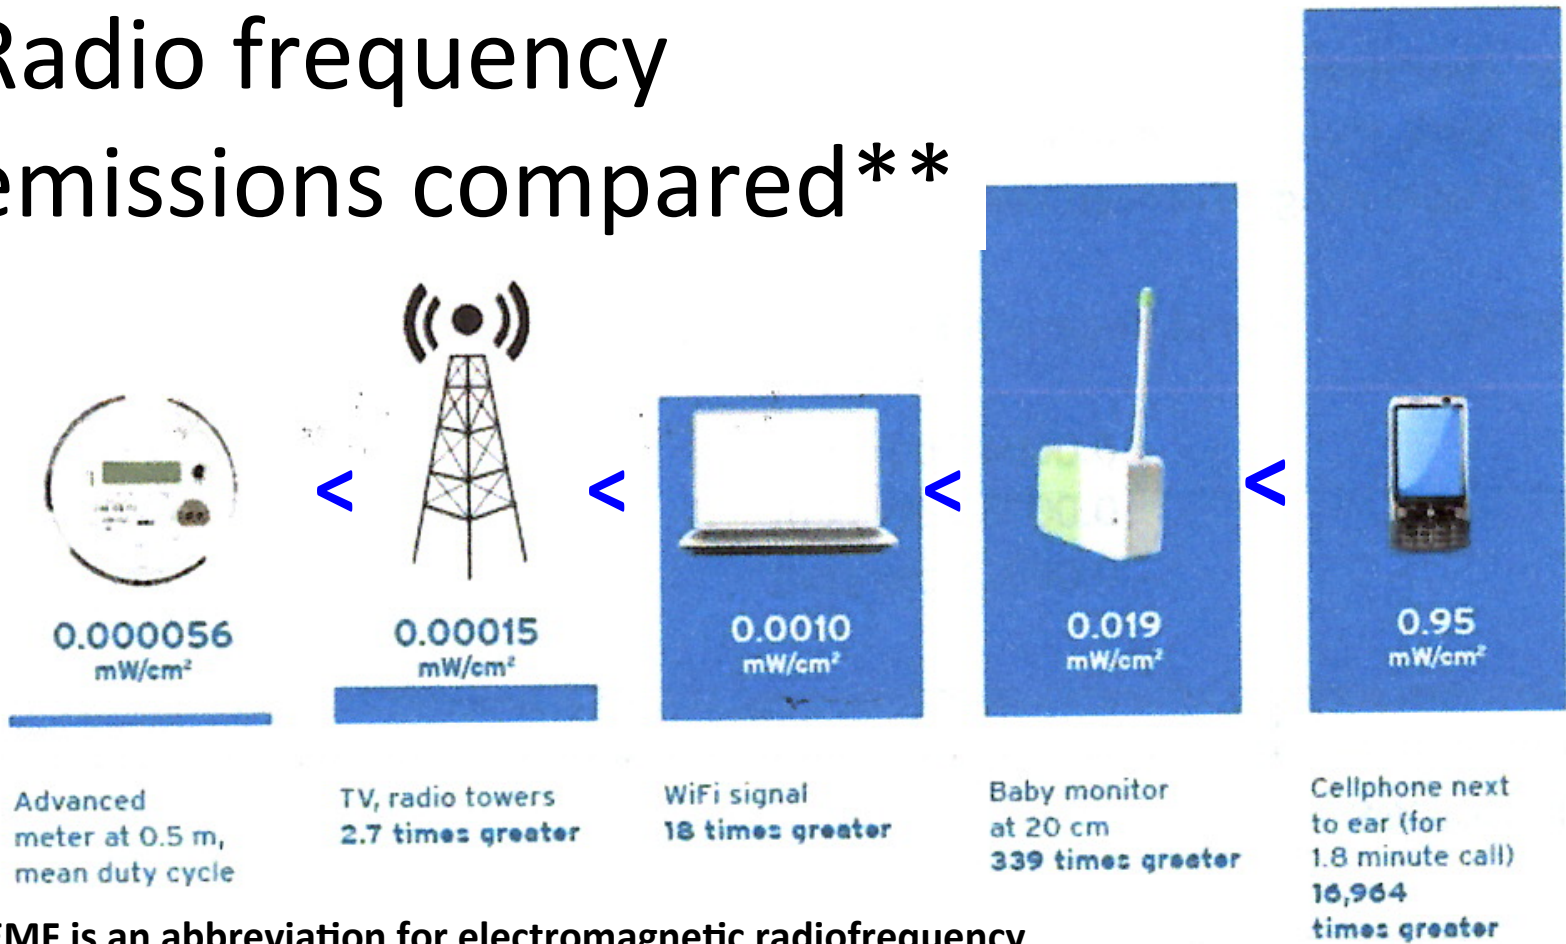 Radio frequency
emissions compared**
<
<
<
<
0.000056
mW/cm²
0.00015
mW/cm²
0.0010
mW/cm²
0.019
mW/cm²
0.95
mW/cm²
Advanced
meter at 0.5 m,
mean duty cycle
TV, radio towers
2.7 times greater
WiFi signal
18 times greater
Baby monitor
at 20 cm
339 times greater
Cellphone next
to ear (for
1.8 minute call)
16,964
times greater
EMF is an abbreviation for electromagnetic radiofrequency